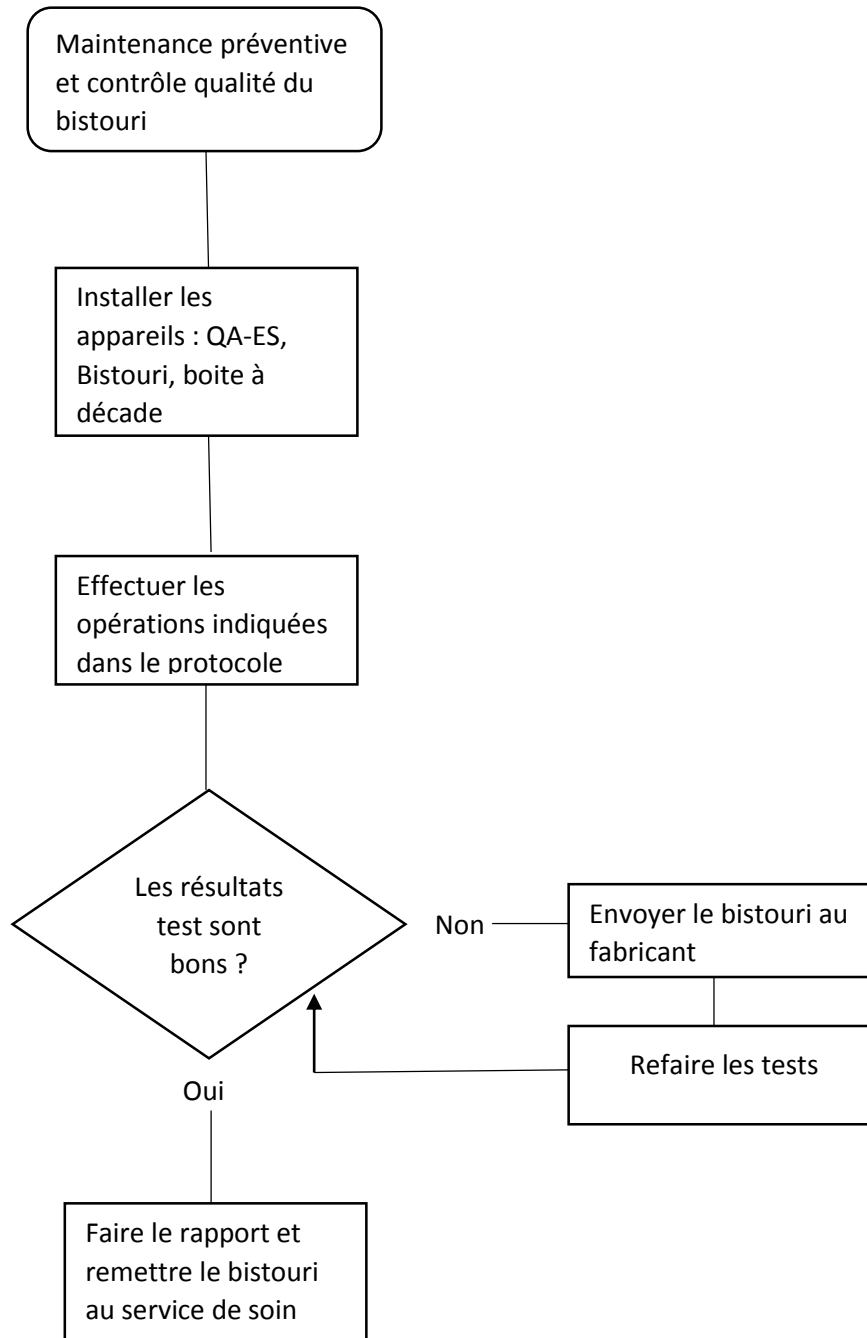 Maintenance préventive
et contrôle qualité du
bistouri
Installer les
appareils : QA-ES,
Bistouri, boite à
décade
Effectuer les
opérations indiquées
dans le protocole
Les résultats
test sont
bons ?
Non
Envoyer le bistouri au
fabricant
Refaire les tests
Oui
Faire le rapport et
remettre le bistouri
au service de soin